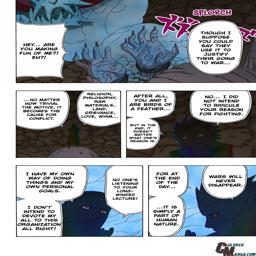 SPLORCH
THOUGH I
SUPPOSE
YOU COULD
SAY THEY
USE IT TO
JUSTIFY
THEIR
GOING TO
WAR...
HEY... ARE
YOU MAKING
FUN OF ME?!
EH?!
NO... I DID
NOT INTEND
TO RIDICULE
YOUR REASON
FOR
FIGHTING.
AFTER ALL,
YOU AND I
ARE BIRDS
OF A
FEATHER...
BUT IN THE
END, IT
DOESN'T
MATTER
WHAT ONE'S
REASON IS.
RELIGION,
PHILOSOPHY,
RAW
MATERIALS,
LAND,
GRIEVANCE,
LOVE, WHIM...
...NO MATTER
HOW TRIVIAL
THE MOTIVE, IT
BECOMES THE
CAUSE FOR
CONFLICT.
WARS WILL
NEVER
DISAPPEAR.
FOR AT THE
END OF
THE DAY...
...IT IS
SIMPLY A
PART OF
HUMAN
NATURE.
NO ONE'S
LISTENING
TO YOUR
LONG-
WINDED
LECTURE!
I HAVE MY OWN
WAY OF DOING
THINGS AND MY
OWN PERSONAL
GOALS.
I DON'T
INTEND TO
DEVOTE MY
ALL TO THIS
ORGANIZATION
ALL RIGHT!
COLORED
MANGA.COM